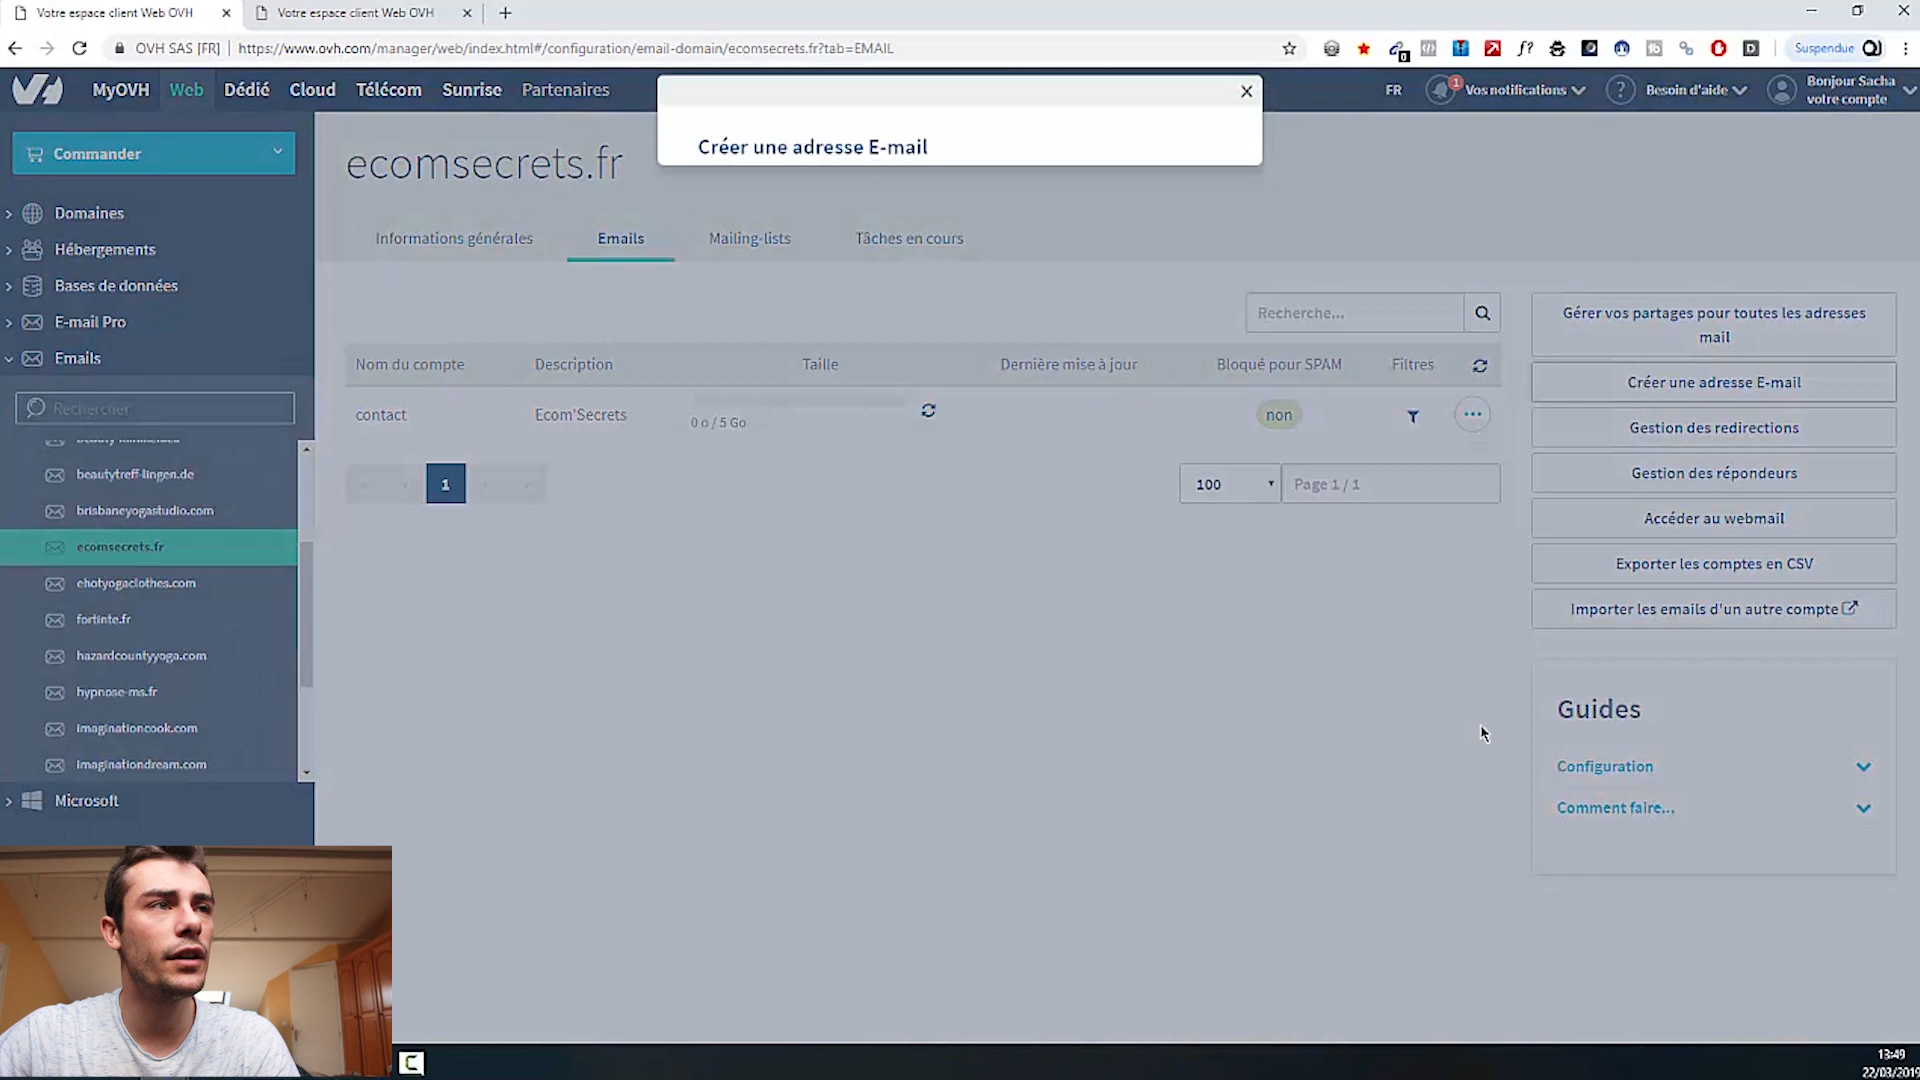 Votre espace client Web OVH
Votre espace client Web OVH
OVH SAS [FR] https://www.ovh.com/manager/web/index.html#/configuration/email-domain/ecomsecrets.fr?tab=EMAIL
Suspendue
MyOVH Web Dédié Cloud Télécom Sunrise Partenaires
FR 1 Vos notifications ? Besoin d'aide Bonjour Sacha
votre compte
Commander
Domaines
Hébergements
Bases de données
E-mail Pro
Emails
Rechercher
beautytreff-lingen.de
brisbaneyogastudio.com
ecomsecrets.fr
ehotyogaclothes.com
fortinte.fr
hazardcountyyoga.com
hypnose-ms.fr
imaginationcook.com
imaginationdream.com
Microsoft
Créer une adresse E-mail
ecomsecrets.fr
Informations générales Emails Mailing-lists Tâches en cours
Recherche...
Nom du compte Description Taille Dernière mise à jour Bloqué pour SPAM Filtres
contact Ecom'Secrets 0 o / 5 Go non
1 100 Page 1 / 1
Gérer vos partages pour toutes les adresses
mail
Créer une adresse E-mail
Gestion des redirections
Gestion des répondeurs
Accéder au webmail
Exporter les comptes en CSV
Importer les emails d'un autre compte
Guides
Configuration
Comment faire...
13:49
22/03/2019